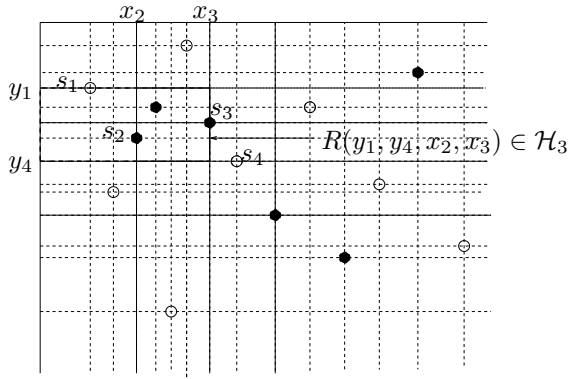 x₂ x₃
y₁ s₁
s₃
s₂ R(y₁, y₄, x₂, x₃) ∈ ℋ₃
y₄ s₄